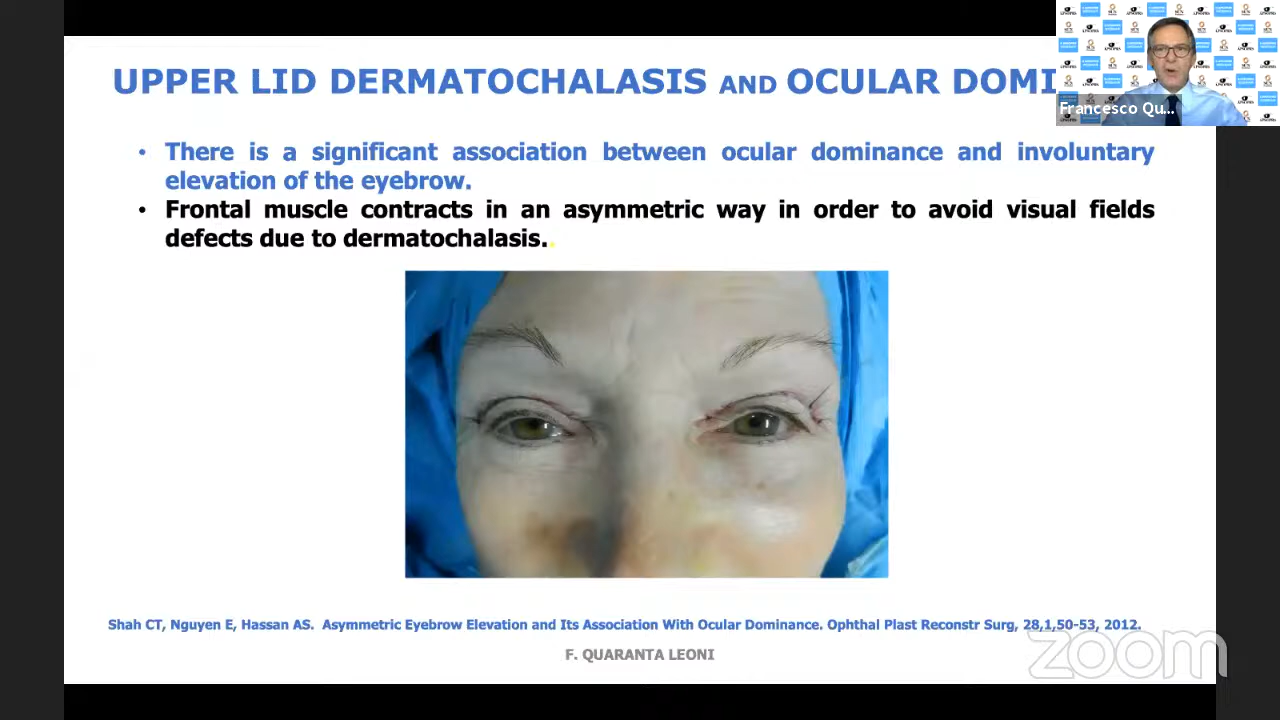 UPPER LID DERMATOCHALASIS AND OCULAR DOMI
Francesco Qu...
• There is a significant association between ocular dominance and involuntary
elevation of the eyebrow.
• Frontal muscle contracts in an asymmetric way in order to avoid visual fields
defects due to dermatochalasis..
Shah CT, Nguyen E, Hassan AS. Asymmetric Eyebrow Elevation and Its Association With Ocular Dominance. Ophthal Plast Reconstr Surg, 28,1,50-53, 2012.
F. QUARANTA LEONI
zoom